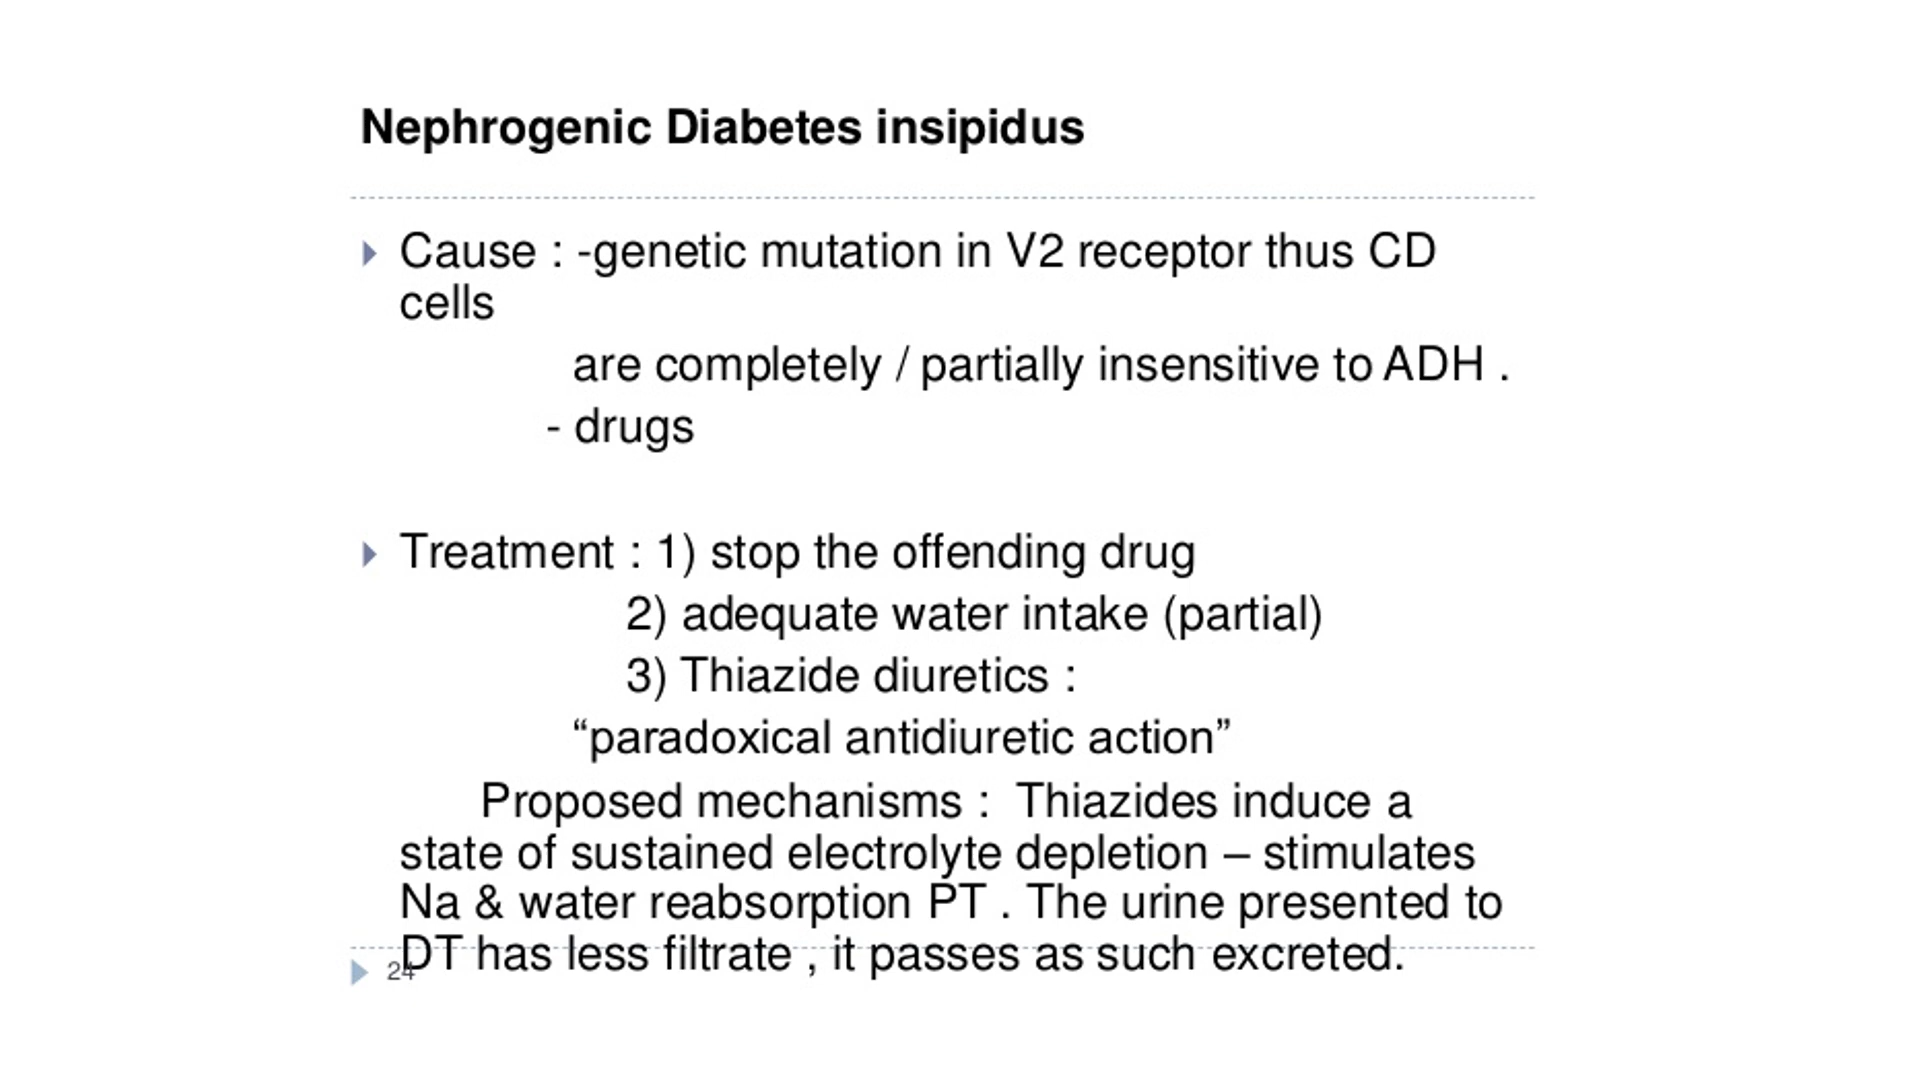 Nephrogenic Diabetes insipidus
Cause : -genetic mutation in V2 receptor thus CD
cells
are completely / partially insensitive to ADH .
- drugs
Treatment : 1) stop the offending drug
2) adequate water intake (partial)
3) Thiazide diuretics :
“paradoxical antidiuretic action”
Proposed mechanisms : Thiazides induce a
state of sustained electrolyte depletion – stimulates
Na & water reabsorption PT . The urine presented to
DT has less filtrate , it passes as such excreted.
24